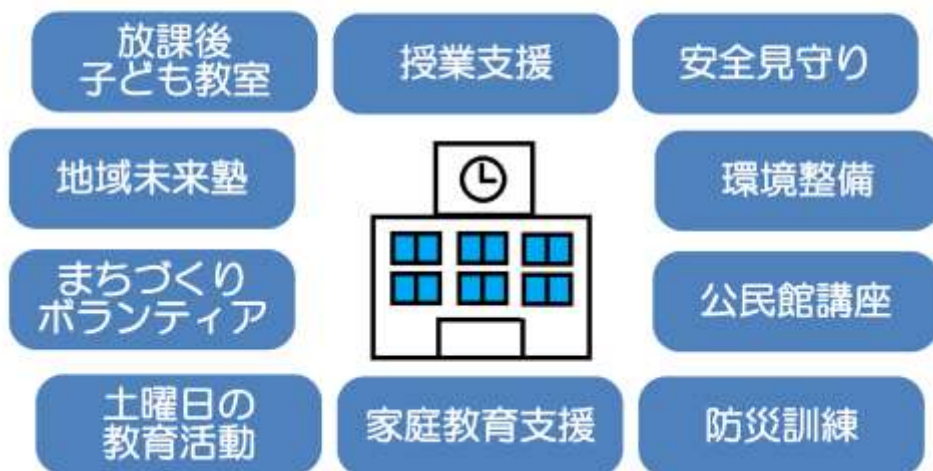 放課後
子ども教室
授業支援
安全見守り
地域未来塾
環境整備
まちづくり
ボランティア
公民館講座
土曜日の
教育活動
家庭教育支援
防災訓練